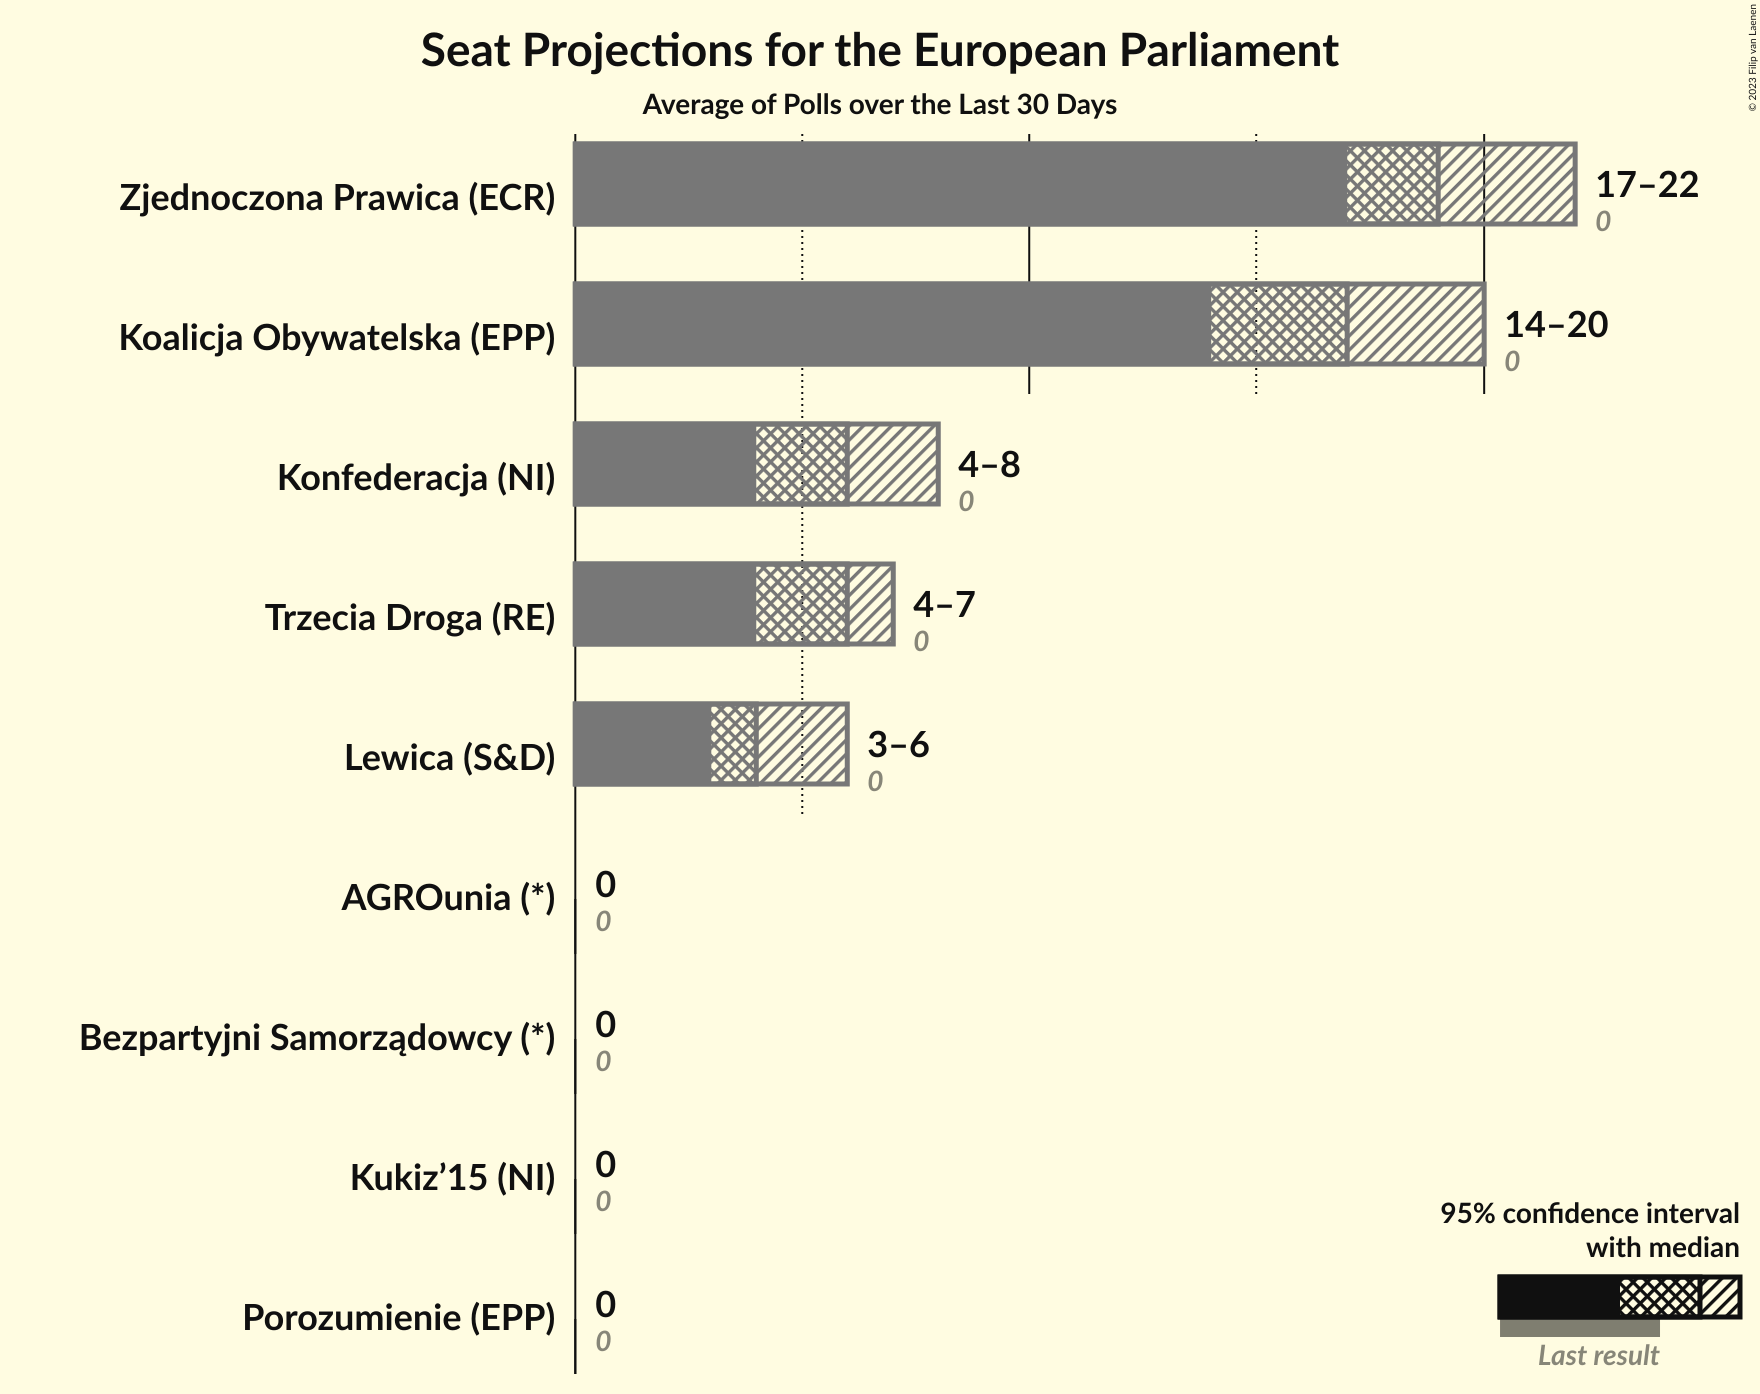 Seat Projections for the European Parliament
Average of Polls over the Last 30 Days
© 2023 Filip van Laenen
Zjednoczona Prawica (ECR)
17–22
0
Koalicja Obywatelska (EPP)
14–20
0
Konfederacja (NI)
4–8
0
Trzecia Droga (RE)
4–7
0
Lewica (S&D)
3–6
0
AGROunia (*)
0
0
Bezpartyjni Samorządowcy (*)
0
0
Kukiz’15 (NI)
0
0
Porozumienie (EPP)
0
0
95% confidence interval
with median
Last result